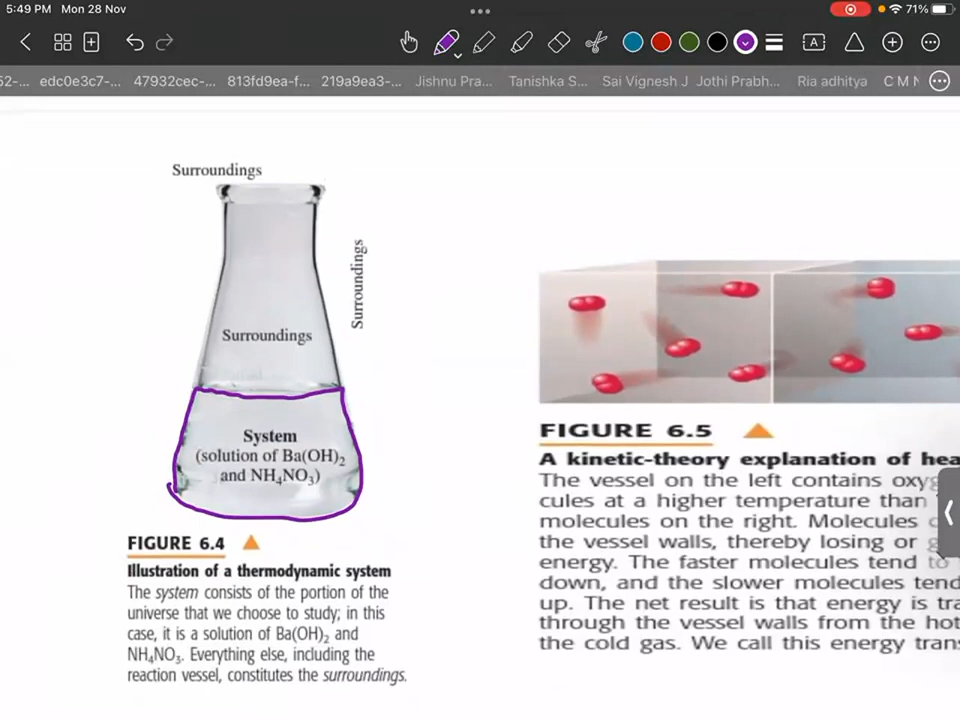 5:49 PM Mon 28 Nov
71%
52-... edc0e3c7-... 47932cec-... 813fd9ea-f... 219a9ea3-... Jishnu Pra... Tanishka S... Sai Vignesh J Jothi Prabh... Ria adhitya C M
Surroundings
Surroundings
Surroundings
System
(solution of Ba(OH)₂
and NH₄NO₃)
FIGURE 6.4
Illustration of a thermodynamic system
The system consists of the portion of the
universe that we choose to study; in this
case, it is a solution of Ba(OH)₂ and
NH₄NO₃. Everything else, including the
reaction vessel, constitutes the surroundings.
FIGURE 6.5
A kinetic-theory explanation of hea
The vessel on the left contains oxyg
cules at a higher temperature than
molecules on the right. Molecules
the vessel walls, thereby losing or g
energy. The faster molecules tend to
down, and the slower molecules tend
up. The net result is that energy is tra
through the vessel walls from the hot
the cold gas. We call this energy trans